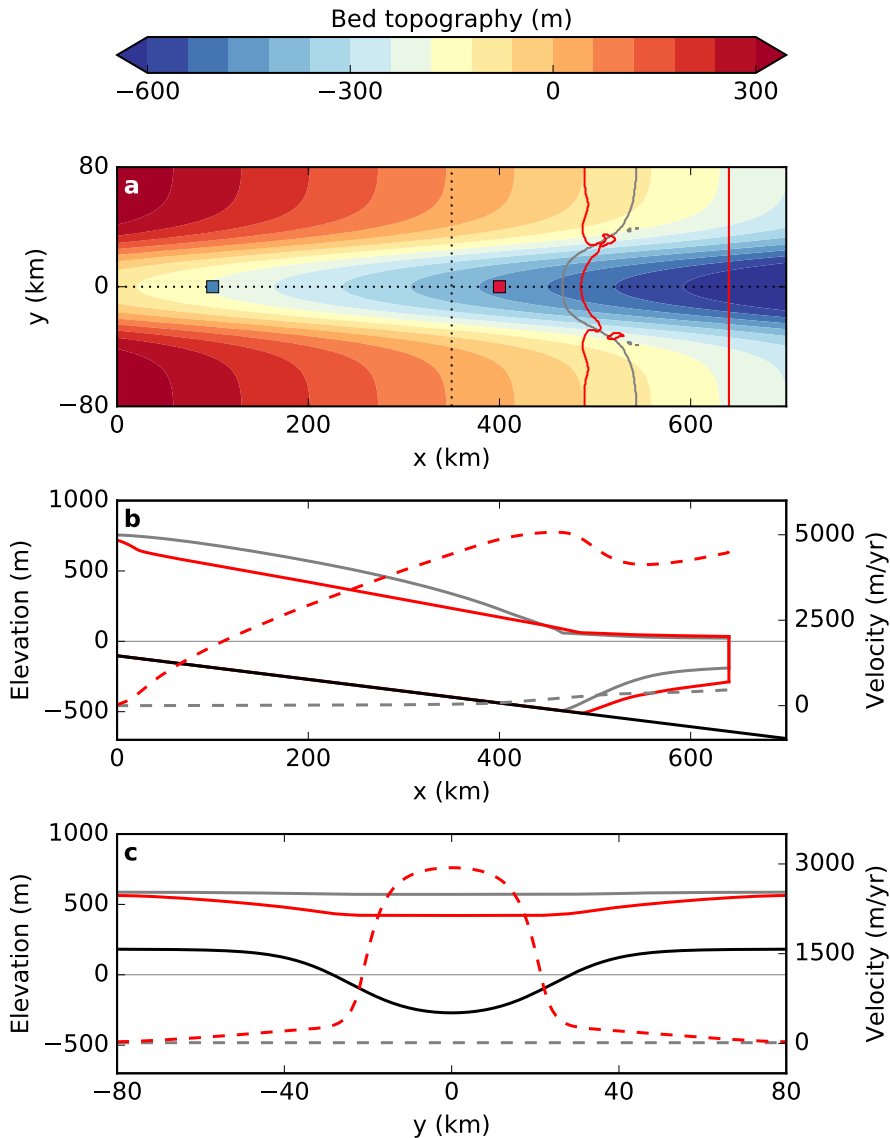 Bed topography (m)
−600 −300 0 300
a
80
0
−80
y (km)
0 200 400 600
x (km)
b
1000
500
0
−500
Elevation (m)
5000
2500
0
Velocity (m/yr)
0 200 400 600
x (km)
c
1000
500
0
−500
Elevation (m)
3000
1500
0
Velocity (m/yr)
−80 −40 0 40 80
y (km)